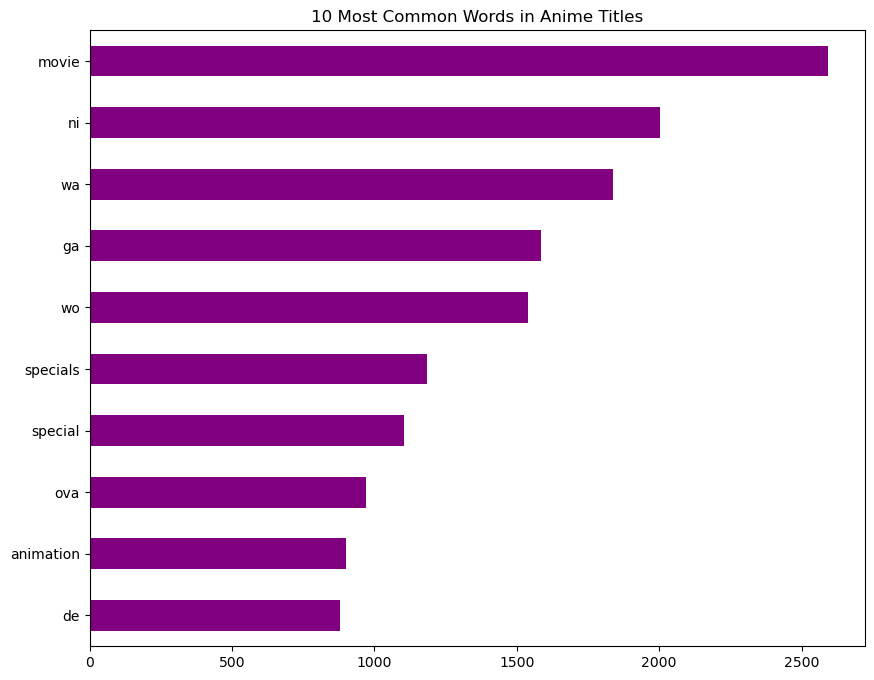 10 Most Common Words in Anime Titles
movie
ni
wa
ga
wo
specials
special
ova
animation
de
0 500 1000 1500 2000 2500